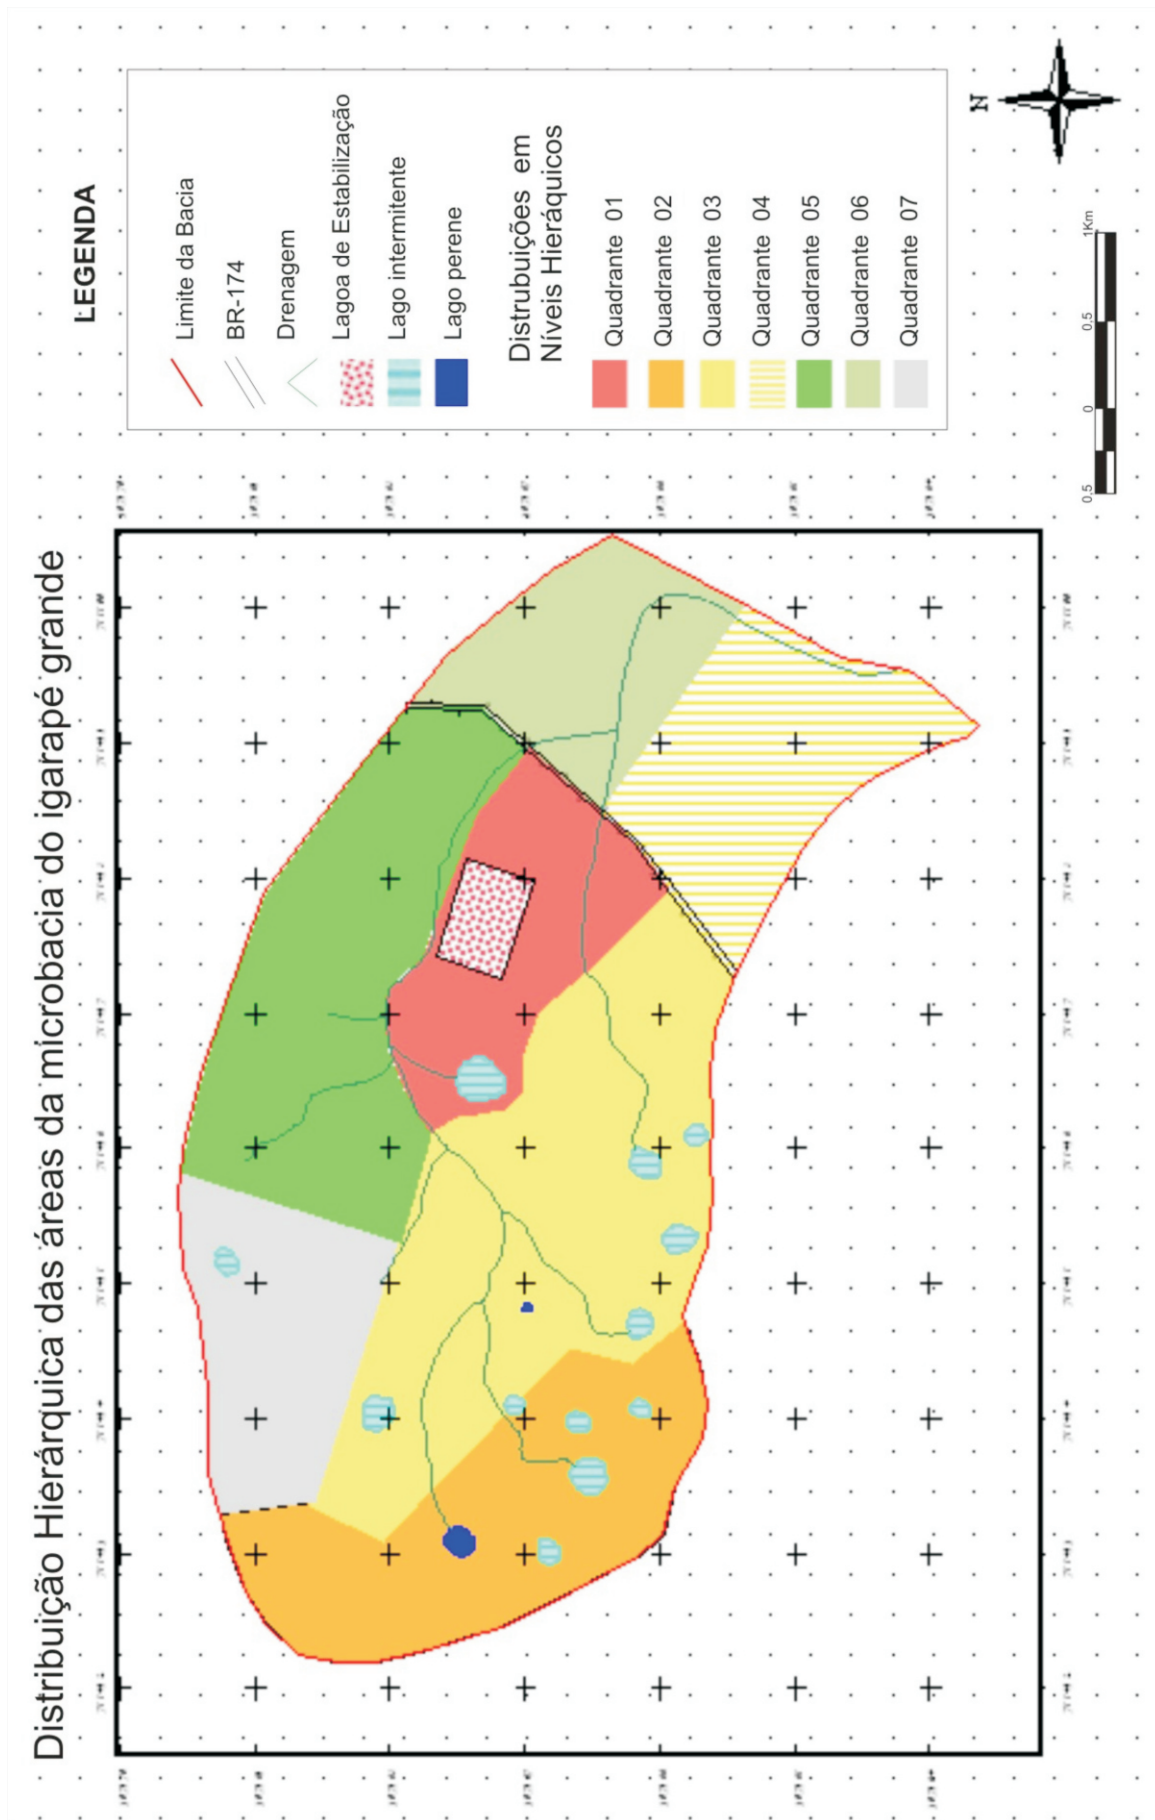 Distribuição Hierárquica das áreas da microbacia do igarapé grande
LEGENDA
Limite da Bacia
BR-174
Drenagem
Lagoa de Estabilização
Lago intermitente
Lago perene
Distrubuições em
Níveis Hieráquicos
Quadrante 01
Quadrante 02
Quadrante 03
Quadrante 04
Quadrante 05
Quadrante 06
Quadrante 07
N
0.5 0 0.5 1Km